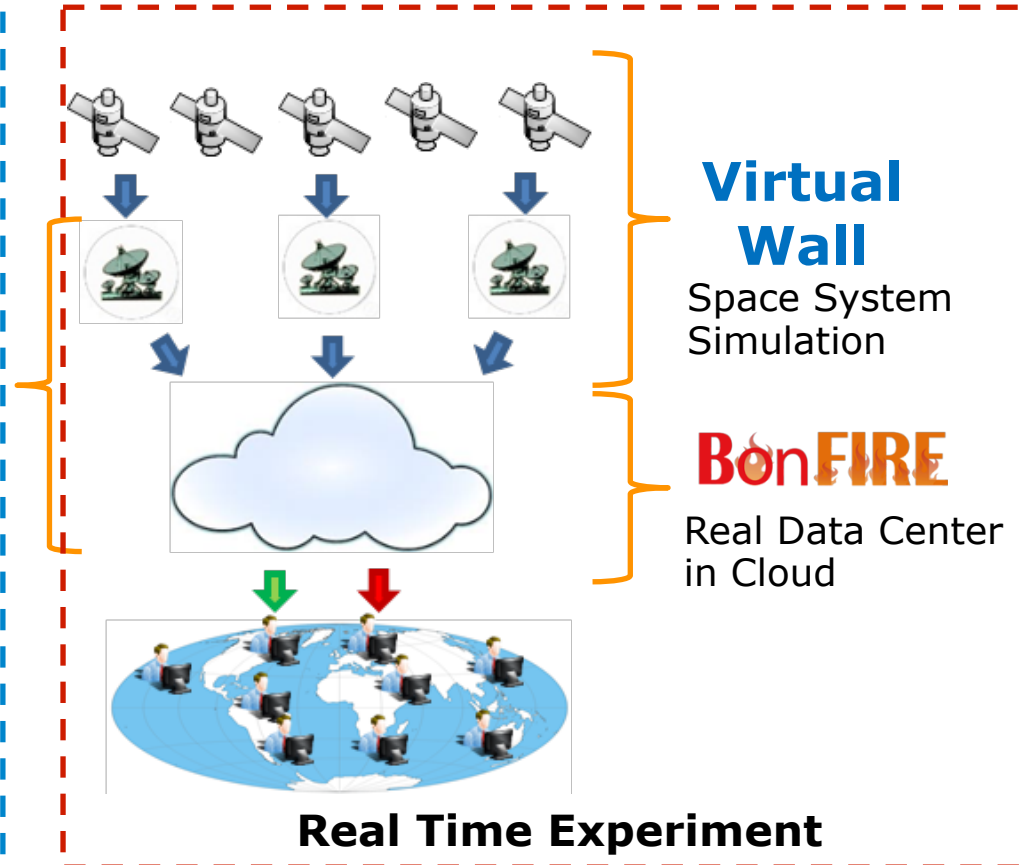 Virtual
Wall
Space System
Simulation
BonFIRE
Real Data Center
in Cloud
Real Time Experiment